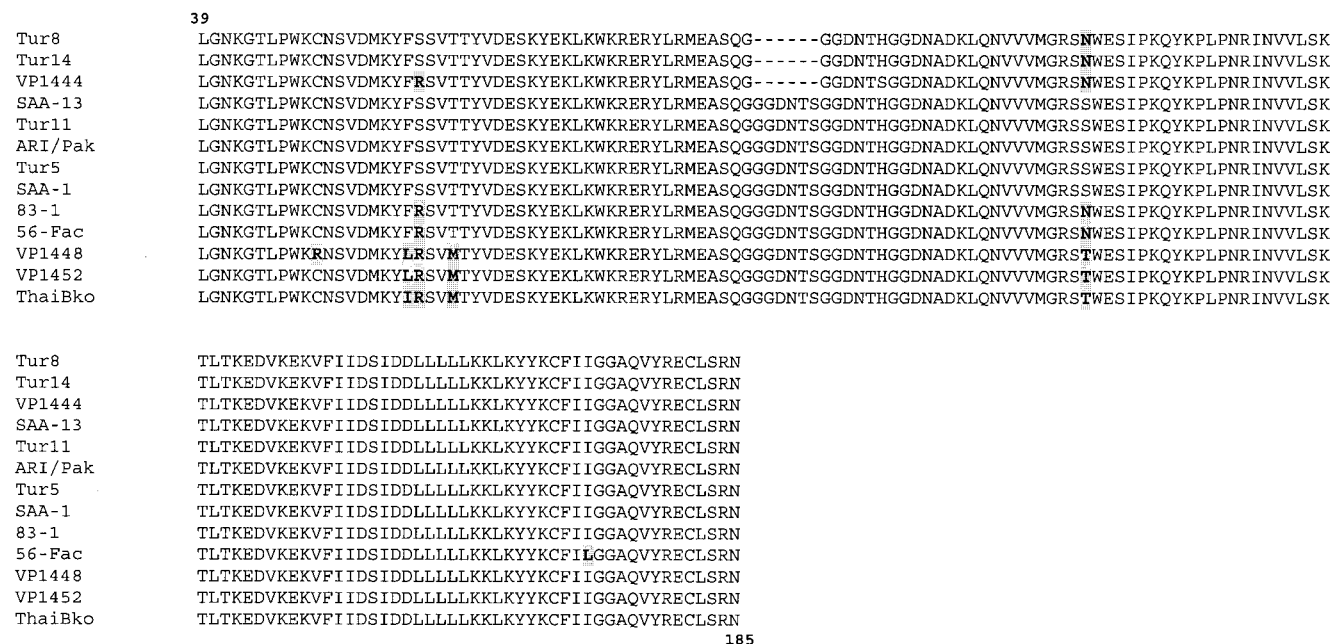 39
Tur8 LGNKGTLPWKCNSVDMKYFSSVTTYVDESKYEKLKWKRERYLRMEASQG------GGDNTHGGDNADKLQNVVVMGRSNWESIPKQYKPLPNRINVVLSK
Tur14 LGNKGTLPWKCNSVDMKYFSSVTTYVDESKYEKLKWKRERYLRMEASQG------GGDNTHGGDNADKLQNVVVMGRSNWESIPKQYKPLPNRINVVLSK
VP1444 LGNKGTLPWKCNSVDMKYFRSVTTYVDESKYEKLKWKRERYLRMEASQG------GGDNTSGGDNADKLQNVVVMGRSNWESIPKQYKPLPNRINVVLSK
SAA-13 LGNKGTLPWKCNSVDMKYFSSVTTYVDESKYEKLKWKRERYLRMEASQGGGDNTSGGDNTHGGDNADKLQNVVVMGRSSWESIPKQYKPLPNRINVVLSK
Tur11 LGNKGTLPWKCNSVDMKYFSSVTTYVDESKYEKLKWKRERYLRMEASQGGGDNTSGGDNTHGGDNADKLQNVVVMGRSSWESIPKQYKPLPNRINVVLSK
ARI/Pak LGNKGTLPWKCNSVDMKYFSSVTTYVDESKYEKLKWKRERYLRMEASQGGGDNTSGGDNTHGGDNADKLQNVVVMGRSSWESIPKQYKPLPNRINVVLSK
Tur5 LGNKGTLPWKCNSVDMKYFSSVTTYVDESKYEKLKWKRERYLRMEASQGGGDNTSGGDNTHGGDNADKLQNVVVMGRSSWESIPKQYKPLPNRINVVLSK
SAA-1 LGNKGTLPWKCNSVDMKYFSSVTTYVDESKYEKLKWKRERYLRMEASQGGGDNTSGGDNTHGGDNADKLQNVVVMGRSSWESIPKQYKPLPNRINVVLSK
83-1 LGNKGTLPWKCNSVDMKYFRSVTTYVDESKYEKLKWKRERYLRMEASQGGGDNTSGGDNTHGGDNADKLQNVVVMGRSNWESIPKQYKPLPNRINVVLSK
56-Fac LGNKGTLPWKCNSVDMKYFRSVTTYVDESKYEKLKWKRERYLRMEASQGGGDNTSGGDNTHGGDNADKLQNVVVMGRSNWESIPKQYKPLPNRINVVLSK
VP1448 LGNKGTLPWKRNSVDMKYLRSVMTYVDESKYEKLKWKRERYLRMEASQGGGDNTSGGDNTHGGDNADKLQNVVVMGRSTWESIPKQYKPLPNRINVVLSK
VP1452 LGNKGTLPWKCNSVDMKYLRSVMTYVDESKYEKLKWKRERYLRMEASQGGGDNTSGGDNTHGGDNADKLQNVVVMGRSTWESIPKQYKPLPNRINVVLSK
ThaiBko LGNKGTLPWKCNSVDMKYIRSVMTYVDESKYEKLKWKRERYLRMEASQGGGDNTSGGDNTHGGDNADKLQNVVVMGRSTWESIPKQYKPLPNRINVVLSK
Tur8 TLTKEDVKEKVFIIDSIDDLLLLLKKLKYYKCFIIGGAQVYRECLSRN
Tur14 TLTKEDVKEKVFIIDSIDDLLLLLKKLKYYKCFIIGGAQVYRECLSRN
VP1444 TLTKEDVKEKVFIIDSIDDLLLLLKKLKYYKCFIIGGAQVYRECLSRN
SAA-13 TLTKEDVKEKVFIIDSIDDLLLLLKKLKYYKCFIIGGAQVYRECLSRN
Tur11 TLTKEDVKEKVFIIDSIDDLLLLLKKLKYYKCFIIGGAQVYRECLSRN
ARI/Pak TLTKEDVKEKVFIIDSIDDLLLLLKKLKYYKCFIIGGAQVYRECLSRN
Tur5 TLTKEDVKEKVFIIDSIDDLLLLLKKLKYYKCFIIGGAQVYRECLSRN
SAA-1 TLTKEDVKEKVFIIDSIDDLLLLLKKLKYYKCFIIGGAQVYRECLSRN
83-1 TLTKEDVKEKVFIIDSIDDLLLLLKKLKYYKCFIIGGAQVYRECLSRN
56-Fac TLTKEDVKEKVFIIDSIDDLLLLLKKLKYYKCFILGGAQVYRECLSRN
VP1448 TLTKEDVKEKVFIIDSIDDLLLLLKKLKYYKCFIIGGAQVYRECLSRN
VP1452 TLTKEDVKEKVFIIDSIDDLLLLLKKLKYYKCFIIGGAQVYRECLSRN
ThaiBko TLTKEDVKEKVFIIDSIDDLLLLLKKLKYYKCFIIGGAQVYRECLSRN
185